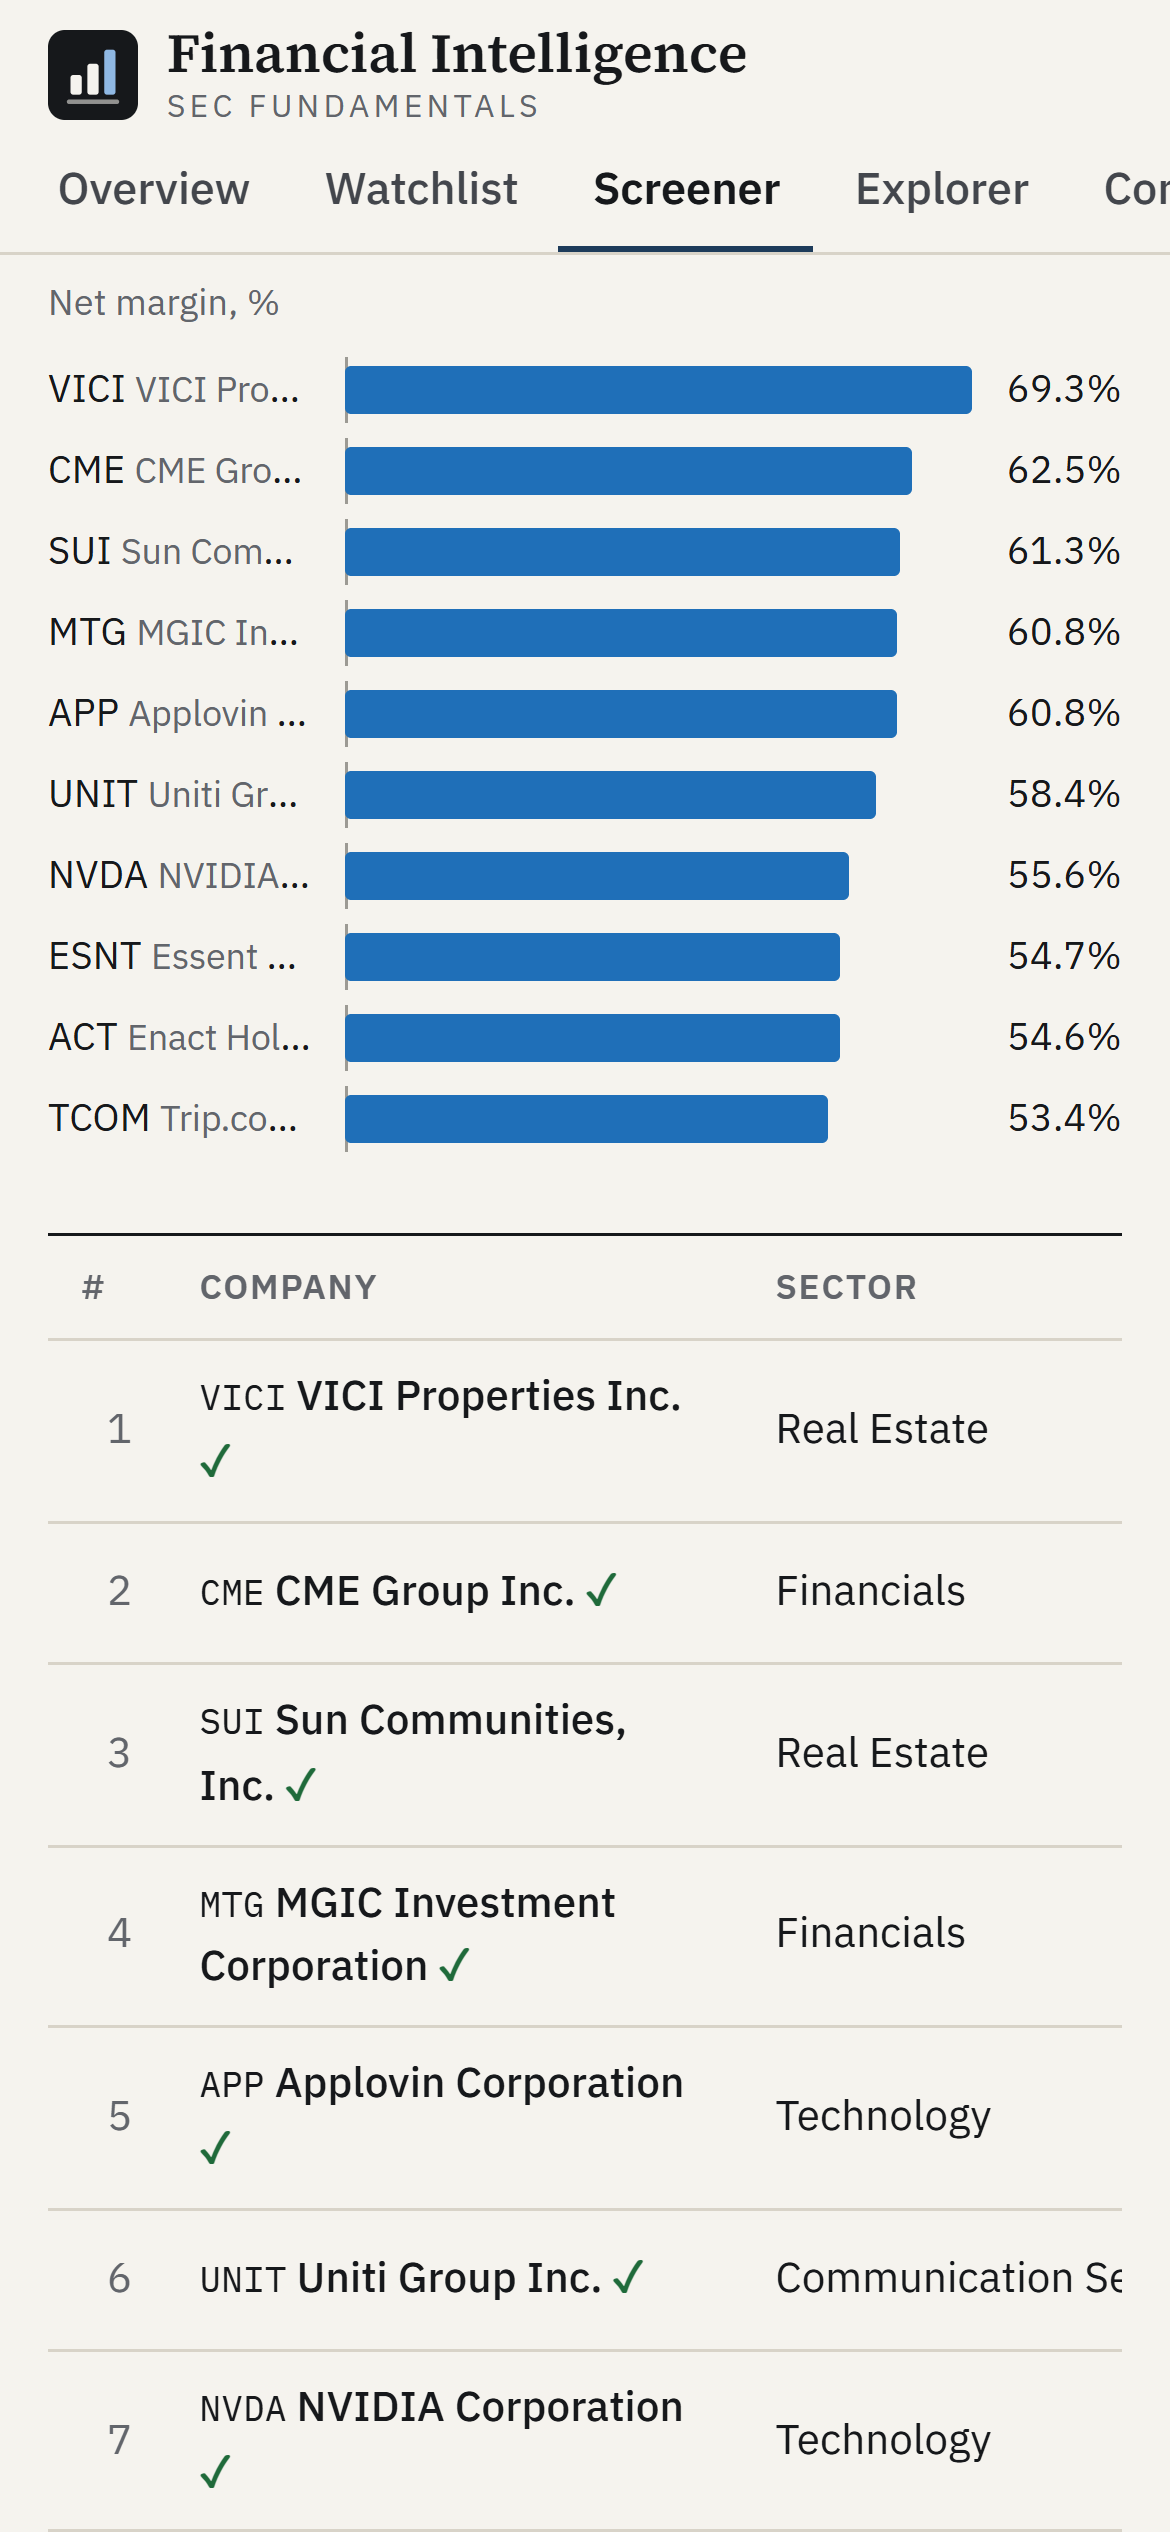 Financial Intelligence
SEC FUNDAMENTALS
Overview Watchlist Screener Explorer Cor
Net margin, %
VICI VICI Pro... 69.3%
CME CME Gro... 62.5%
SUI Sun Com... 61.3%
MTG MGIC In... 60.8%
APP Applovin ... 60.8%
UNIT Uniti Gr... 58.4%
NVDA NVIDIA... 55.6%
ESNT Essent ... 54.7%
ACT Enact Hol... 54.6%
TCOM Trip.co... 53.4%
# COMPANY SECTOR
1 VICI VICI Properties Inc. ✓ Real Estate
2 CME CME Group Inc. ✓ Financials
3 SUI Sun Communities, Inc. ✓ Real Estate
4 MTG MGIC Investment Corporation ✓ Financials
5 APP Applovin Corporation ✓ Technology
6 UNIT Uniti Group Inc. ✓ Communication Se
7 NVDA NVIDIA Corporation ✓ Technology